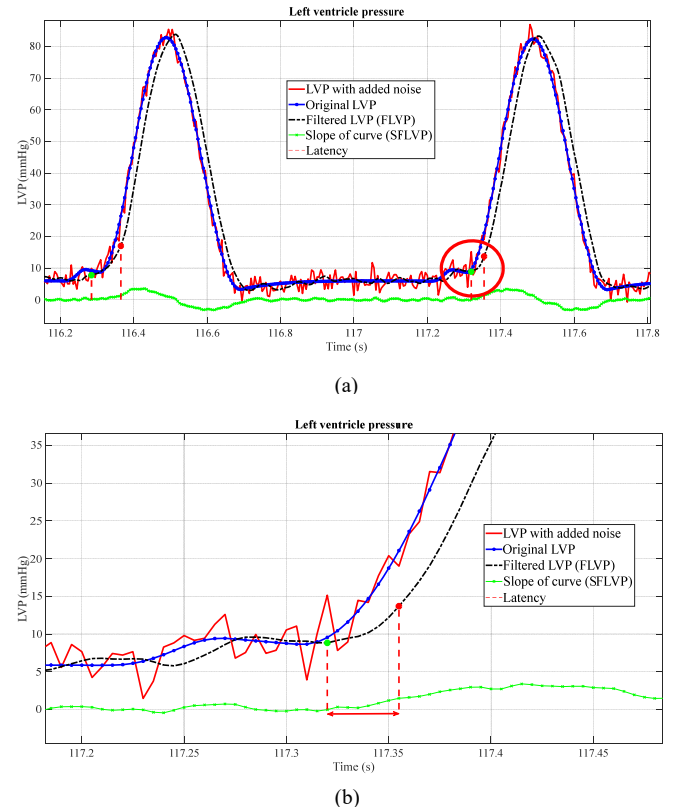 Left ventricle pressure
LVP (mmHg)
80
70
60
50
40
30
20
10
0
LVP with added noise
Original LVP
Filtered LVP (FLVP)
Slope of curve (SFLVP)
Latency
116.2 116.4 116.6 116.8 117 117.2 117.4 117.6 117.8
Time (s)
(a)
Left ventricle pressure
LVP (mmHg)
35
30
25
20
15
10
5
0
LVP with added noise
Original LVP
Filtered LVP (FLVP)
Slope of curve (SFLVP)
Latency
117.2 117.25 117.3 117.35 117.4 117.45
Time (s)
(b)